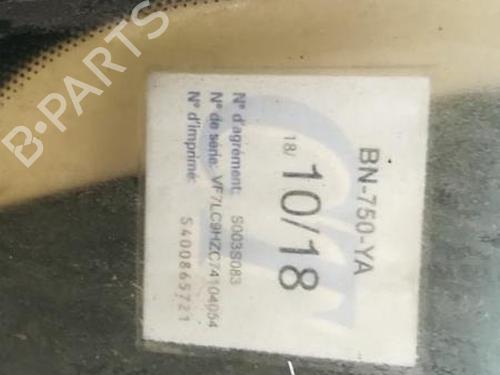 BN-750-YA
18/ 10/18
N° d'agrément: S003S083
N° de série: VF7LC9HZC74104054
N° d'imprimé: S400865721
B-PARTS